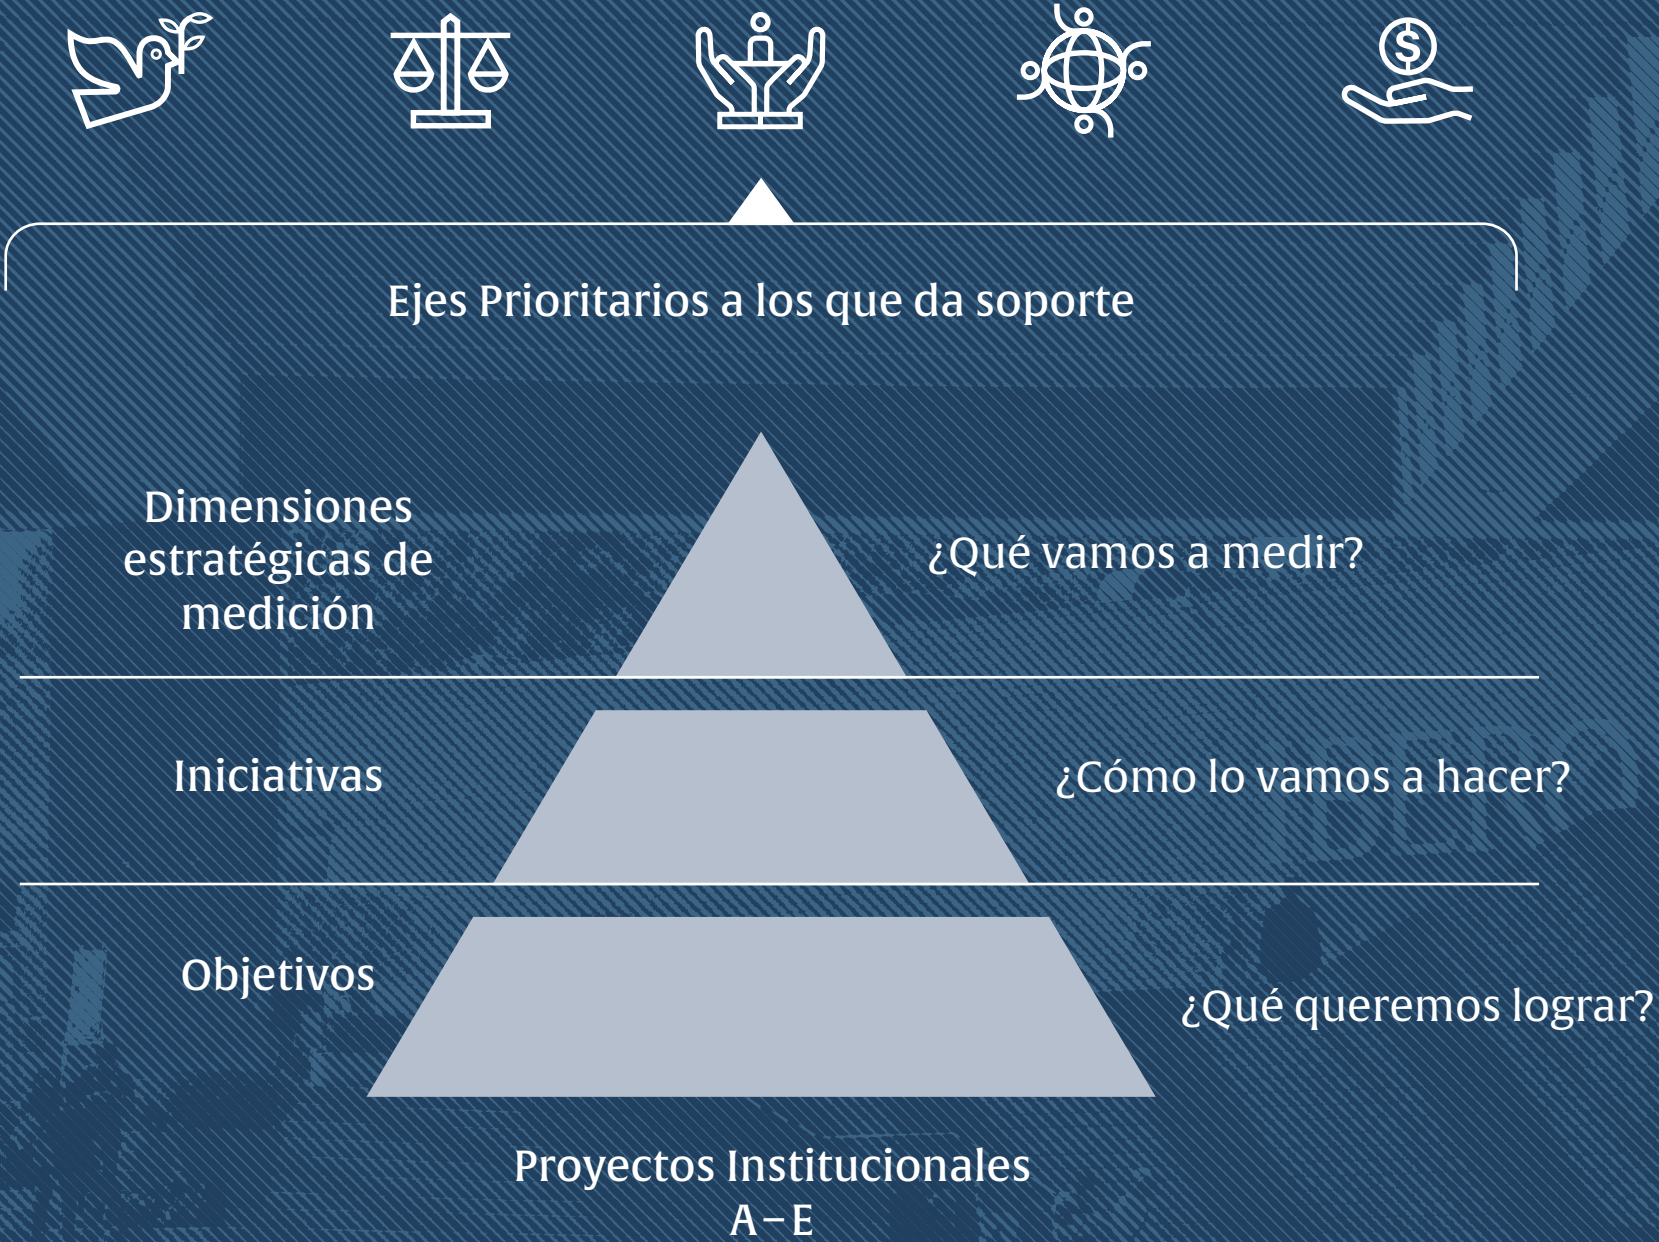 $
Ejes Prioritarios a los que da soporte
Dimensiones
estratégicas de
medición
¿Qué vamos a medir?
Iniciativas
¿Cómo lo vamos a hacer?
IBERO
Objetivos
¿Qué queremos lograr?
Proyectos Institucionales
A – E